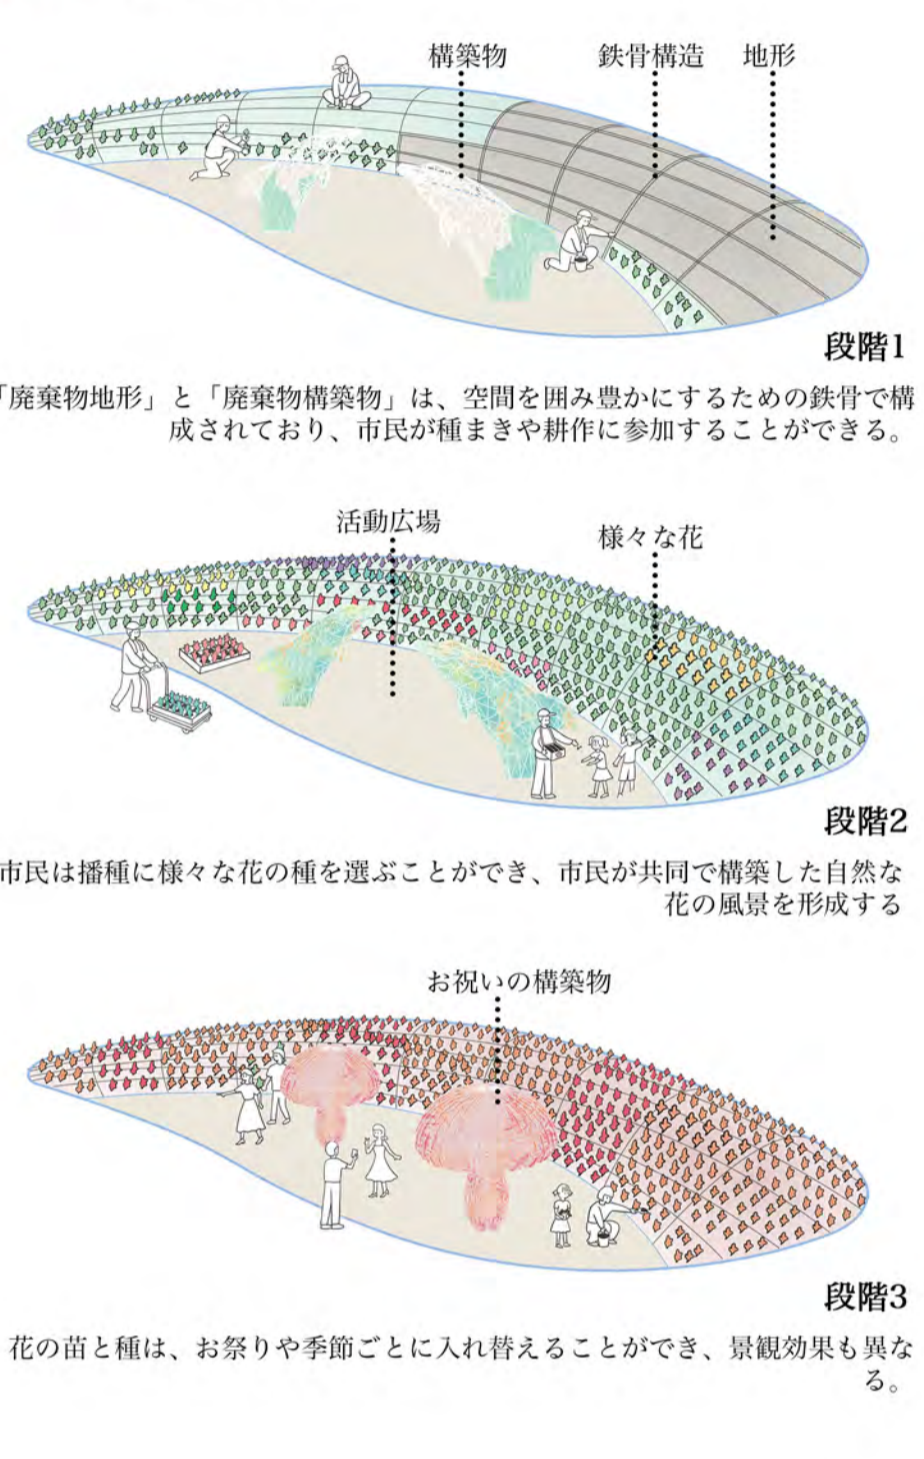 構築物
鉄骨構造
地形
段階1
「廃棄物地形」と「廃棄物構築物」は、空間を囲み豊かにするための鉄骨で構
成されており、市民が種まきや耕作に参加することができる。
活動広場
様々な花
段階2
市民は播種に様々な花の種を選ぶことができ、市民が共同で構築した自然な
花の風景を形成する
お祝いの構築物
段階3
花の苗と種は、お祭りや季節ごとに入れ替えることができ、景観効果も異な
る。